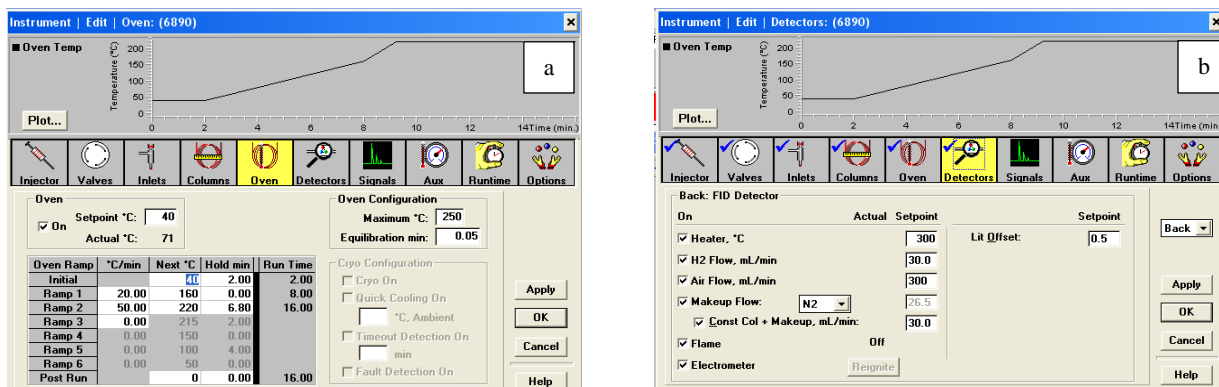 Instrument | Edit | Oven: (6890)
Oven Temp
Temperature (°C)
200
150
100
50
0
0 2 4 6 8 10 12 14 Time (min.)
Plot...
a
Injector Valves Inlets Columns Oven Detectors Signals Aux Runtime Options
Oven
On
Setpoint °C: 40
Actual °C: 71
Oven Configuration
Maximum °C: 250
Equilibration min: 0.05
Oven Ramp °C/min Next °C Hold min Run Time
Initial 40 2.00 2.00
Ramp 1 20.00 160 0.00 8.00
Ramp 2 50.00 220 6.80 16.00
Ramp 3 0.00 215 2.00
Ramp 4 0.00 150 0.00
Ramp 5 0.00 100 4.00
Ramp 6 0.00 50 0.00
Post Run 0 0.00 16.00
Cryo Configuration
Cryo On
Quick Cooling On
°C, Ambient
Timeout Detection On
min
Fault Detection On
Apply
OK
Cancel
Help
Instrument | Edit | Detectors: (6890)
Oven Temp
Temperature (°C)
200
150
100
50
0
0 2 4 6 8 10 12 14 Time (min.)
Plot...
b
Injector Valves Inlets Columns Oven Detectors Signals Aux Runtime Options
Back: FID Detector
On Actual Setpoint Setpoint
Heater, °C 300 Lit Offset: 0.5
H2 Flow, mL/min 30.0
Air Flow, mL/min 300
Makeup Flow: N2 26.5
Const Col + Makeup, mL/min: 30.0
Flame Off
Electrometer Reignite
Back
Apply
OK
Cancel
Help